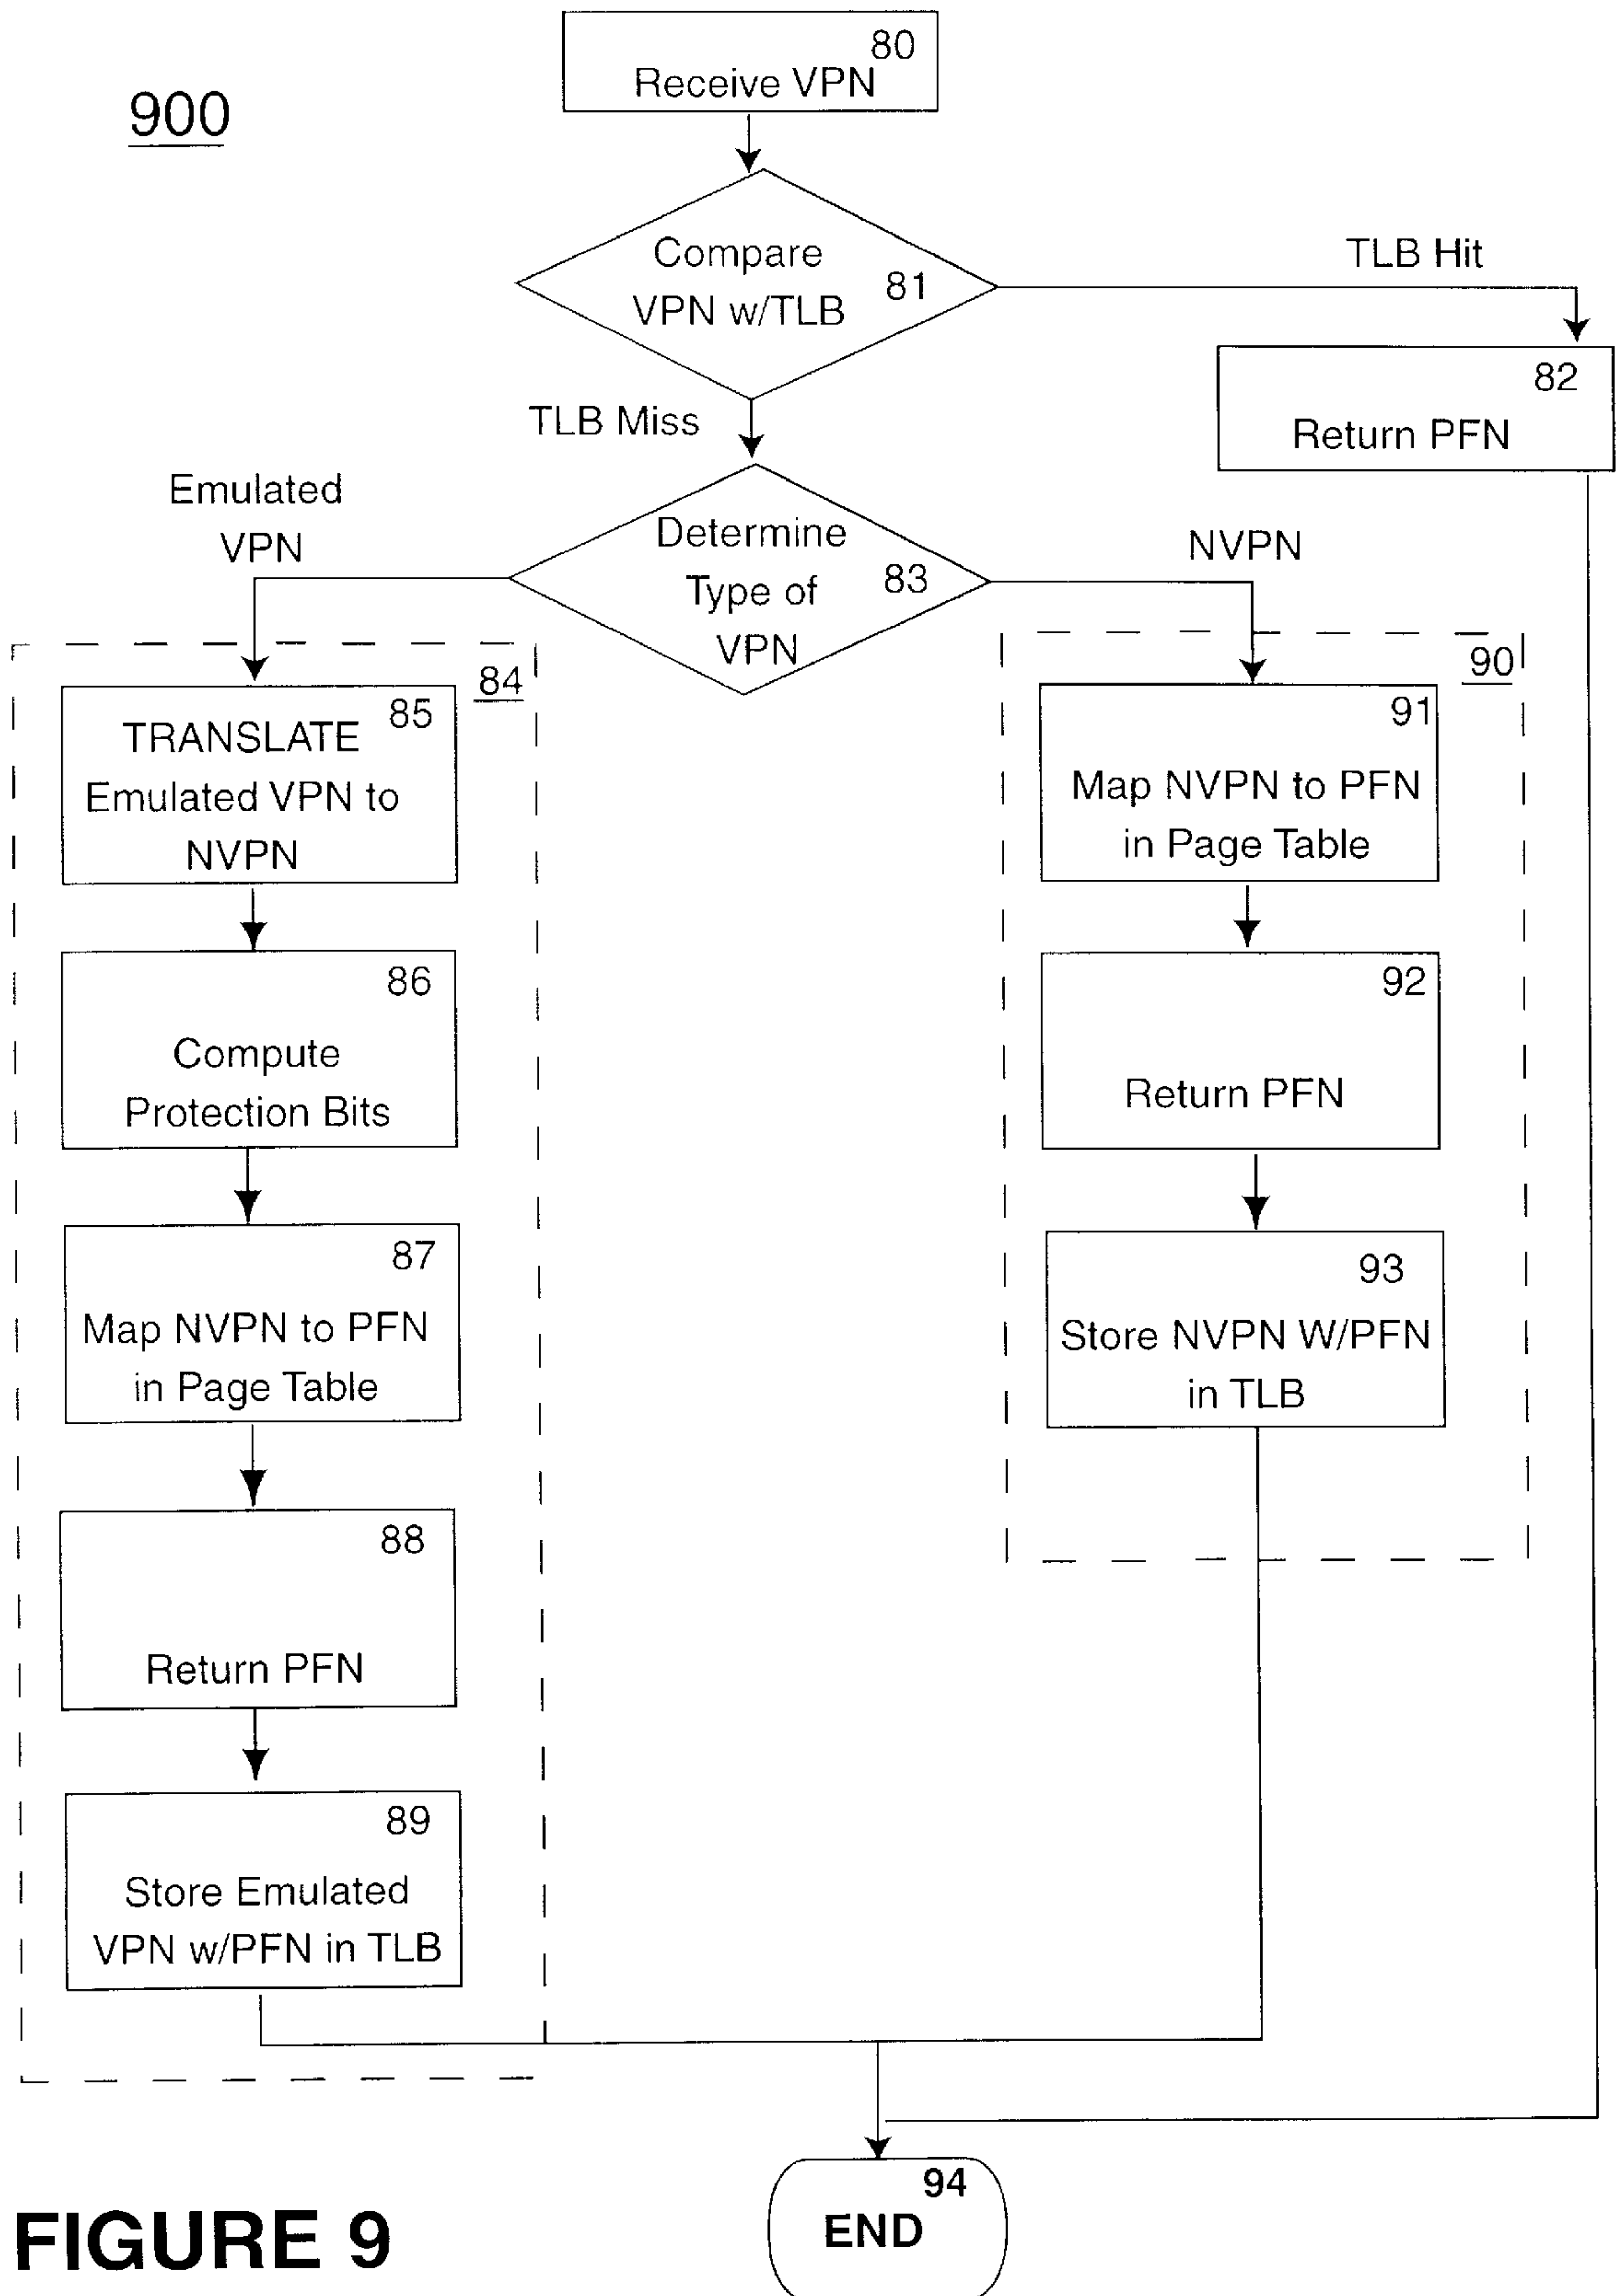 80
Receive VPN
900
Compare
VPN w/TLB
81
TLB Hit
82
Return PFN
TLB Miss
Emulated
VPN
Determine
Type of
VPN
83
NVPN
84
85
TRANSLATE
Emulated VPN to
NVPN
86
Compute
Protection Bits
87
Map NVPN to PFN
in Page Table
88
Return PFN
89
Store Emulated
VPN w/PFN in TLB
90
91
Map NVPN to PFN
in Page Table
92
Return PFN
93
Store NVPN W/PFN
in TLB
94
END
FIGURE 9